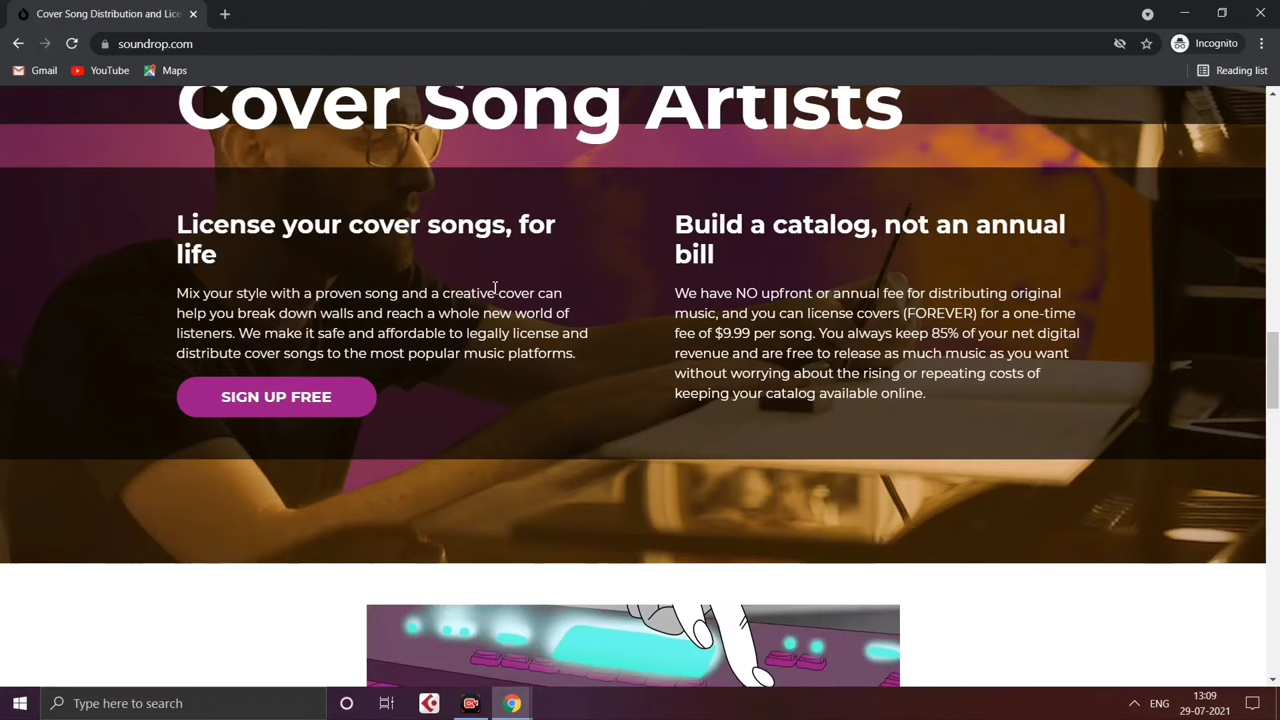 Cover Song Distribution and Lice
soundrop.com
Incognito
Gmail
YouTube
Maps
Reading list
Cover Song Artists
License your cover songs, for
life
Mix your style with a proven song and a creative cover can
help you break down walls and reach a whole new world of
listeners. We make it safe and affordable to legally license and
distribute cover songs to the most popular music platforms.
SIGN UP FREE
Build a catalog, not an annual
bill
We have NO upfront or annual fee for distributing original
music, and you can license covers (FOREVER) for a one-time
fee of $9.99 per song. You always keep 85% of your net digital
revenue and are free to release as much music as you want
without worrying about the rising or repeating costs of
keeping your catalog available online.
Type here to search
ENG
13:09
29-07-2021